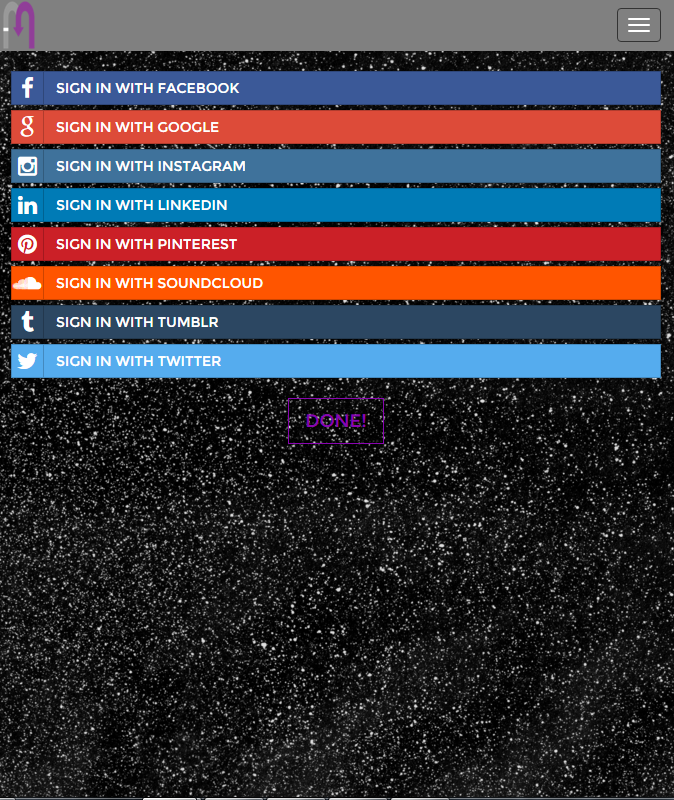 SIGN IN WITH FACEBOOK
SIGN IN WITH GOOGLE
SIGN IN WITH INSTAGRAM
SIGN IN WITH LINKEDIN
SIGN IN WITH PINTEREST
SIGN IN WITH SOUNDCLOUD
SIGN IN WITH TUMBLR
SIGN IN WITH TWITTER
DONE!